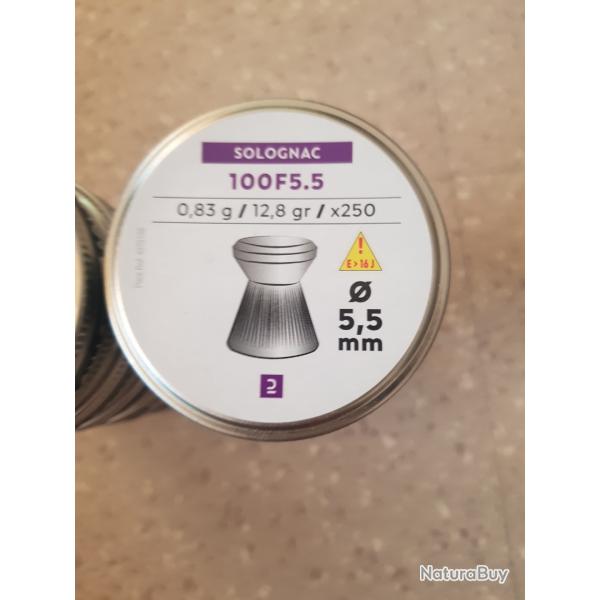 SOLOGNAC
100F5.5
0,83 g / 12,8 gr / x250
!
E > 16 J
Ø
5,5
mm
2
NaturaBuy